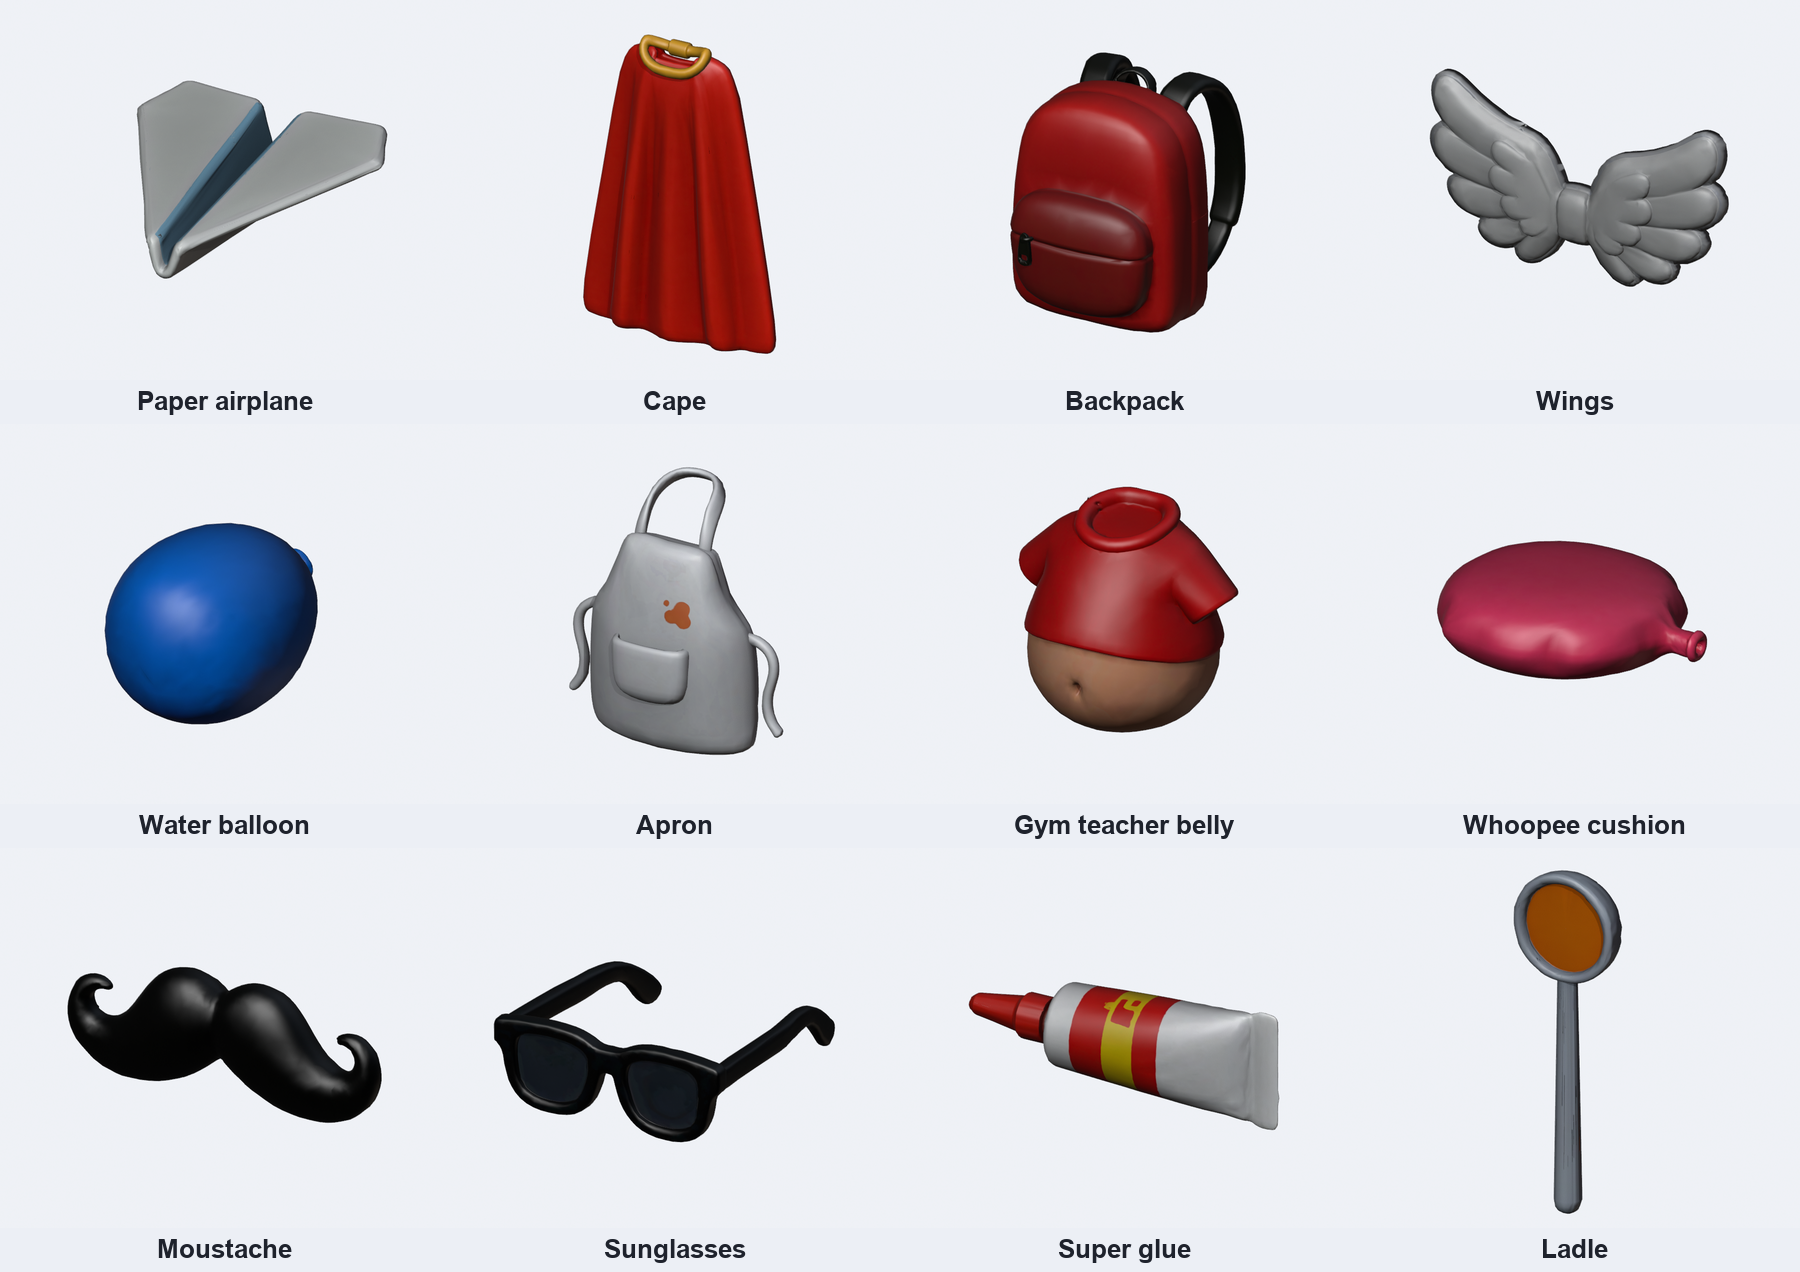 Paper airplane
Cape
Backpack
Wings
Water balloon
Apron
Gym teacher belly
Whoopee cushion
Moustache
Sunglasses
Super glue
Ladle